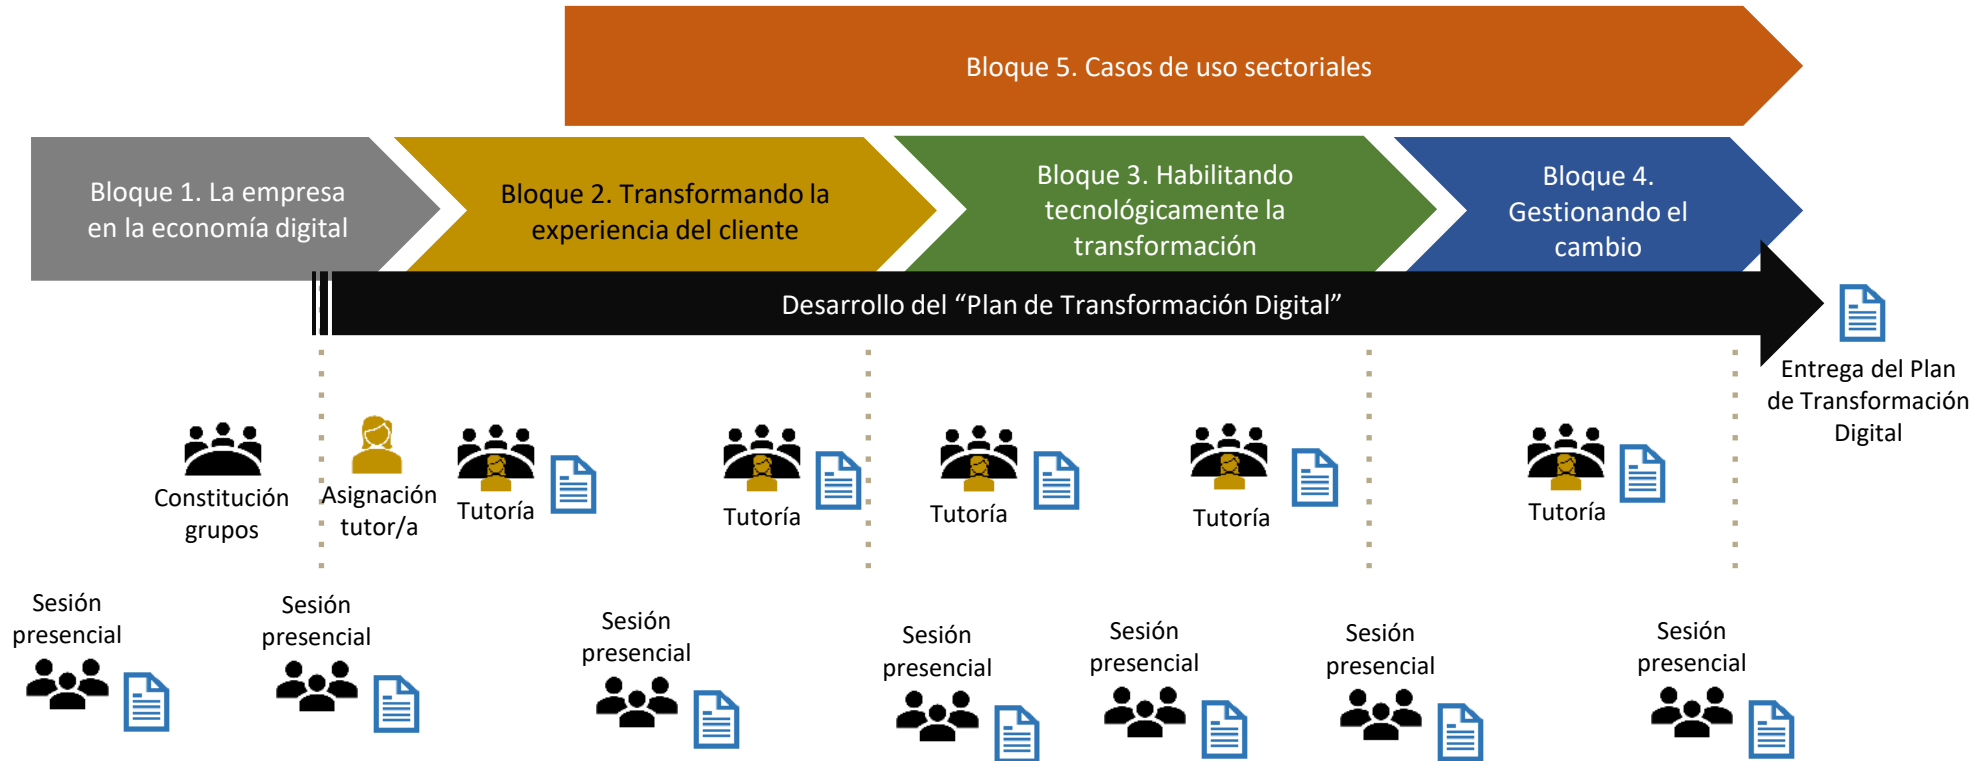 Bloque 5. Casos de uso sectoriales
Bloque 1. La empresa
en la economía digital
Bloque 2. Transformando la
experiencia del cliente
Bloque 3. Habilitando
tecnológicamente la
transformación
Bloque 4.
Gestionando el
cambio
Desarrollo del “Plan de Transformación Digital”
Entrega del Plan
de Transformación
Digital
Constitución
grupos
Asignación
tutor/a
Tutoría
Tutoría
Tutoría
Tutoría
Tutoría
Sesión
presencial
Sesión
presencial
Sesión
presencial
Sesión
presencial
Sesión
presencial
Sesión
presencial
Sesión
presencial